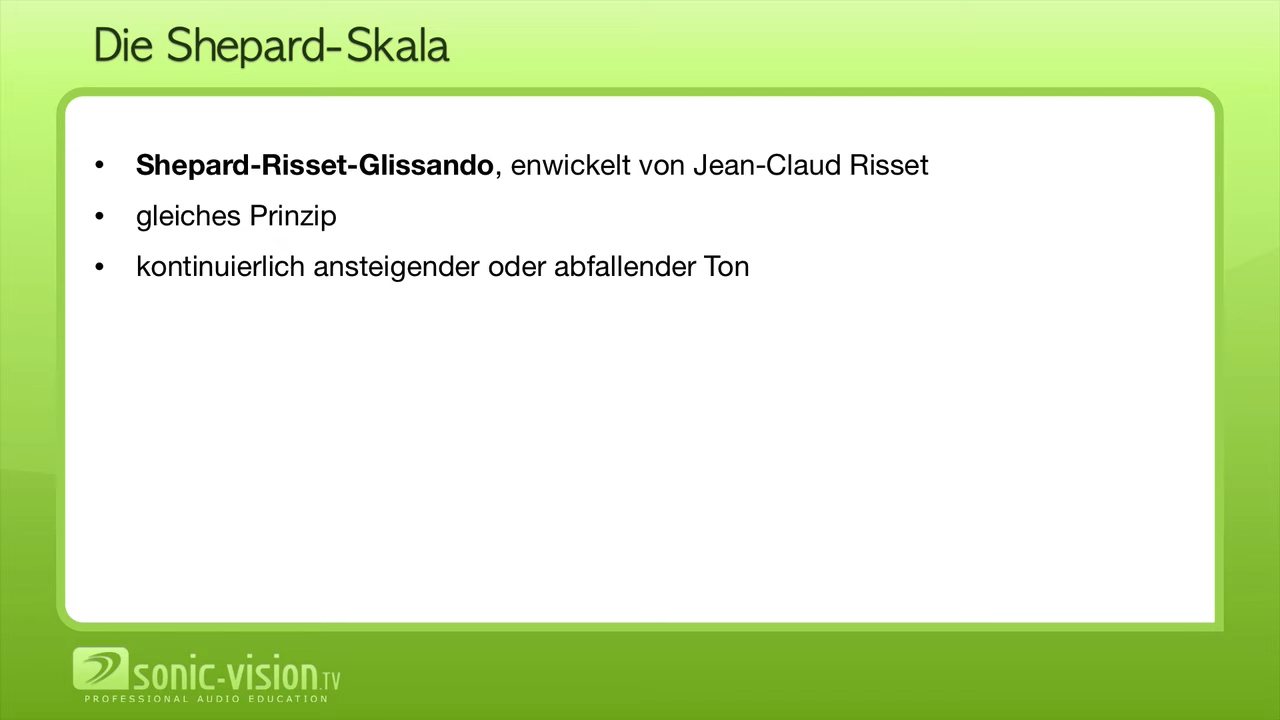 Die Shepard-Skala
• Shepard-Risset-Glissando, enwickelt von Jean-Claud Risset
• gleiches Prinzip
• kontinuierlich ansteigender oder abfallender Ton
sonic-vision.TV
PROFESSIONAL AUDIO EDUCATION